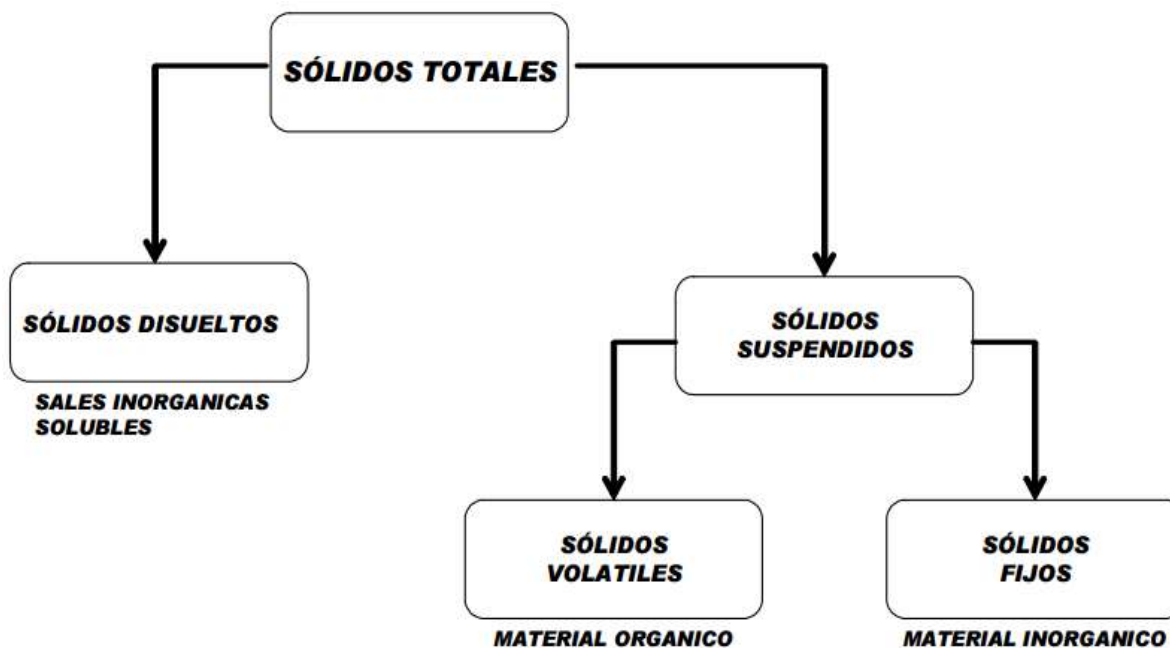 SÓLIDOS TOTALES
SÓLIDOS DISUELTOS
SALES INORGANICAS
SOLUBLES
SÓLIDOS
SUSPENDIDOS
SÓLIDOS
VOLATILES
MATERIAL ORGANICO
SÓLIDOS
FIJOS
MATERIAL INORGANICO